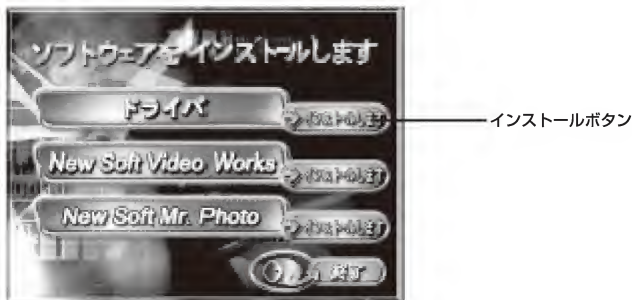 ソフトウェアをインストールします
ドライバ
インストールします
インストールボタン
New Soft Video Works
インストールします
New Soft Mr. Photo
インストールします
終了